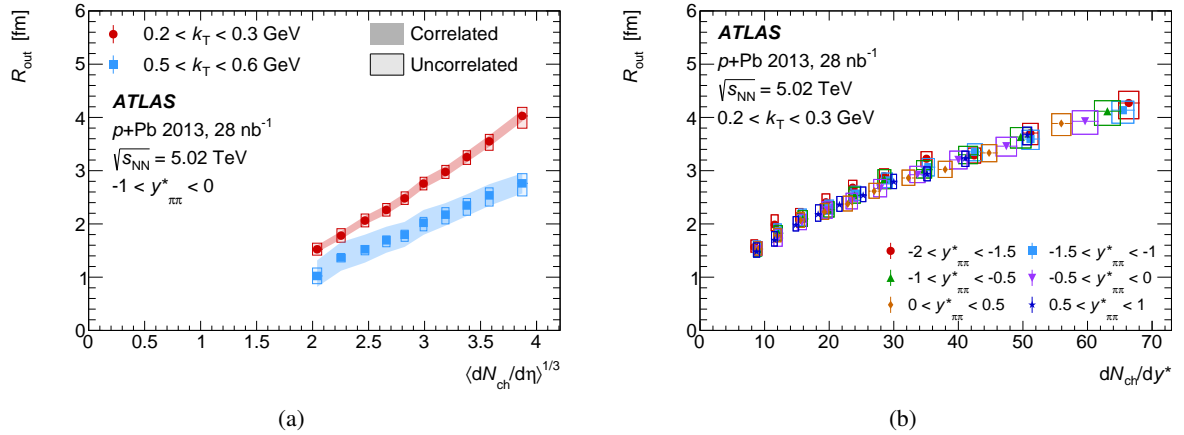 R_out [fm]
6
5
4
3
2
1
0
0.2 < k_T < 0.3 GeV
0.5 < k_T < 0.6 GeV
Correlated
Uncorrelated
ATLAS
p+Pb 2013, 28 nb⁻¹
√s_NN = 5.02 TeV
-1 < y*_ππ < 0
0 0.5 1 1.5 2 2.5 3 3.5 4
⟨dN_ch/dη⟩^1/3
(a)
R_out [fm]
6
5
4
3
2
1
0
ATLAS
p+Pb 2013, 28 nb⁻¹
√s_NN = 5.02 TeV
0.2 < k_T < 0.3 GeV
-2 < y*_ππ < -1.5 -1.5 < y*_ππ < -1
-1 < y*_ππ < -0.5 -0.5 < y*_ππ < 0
0 < y*_ππ < 0.5 0.5 < y*_ππ < 1
0 10 20 30 40 50 60 70
dN_ch/dy*
(b)